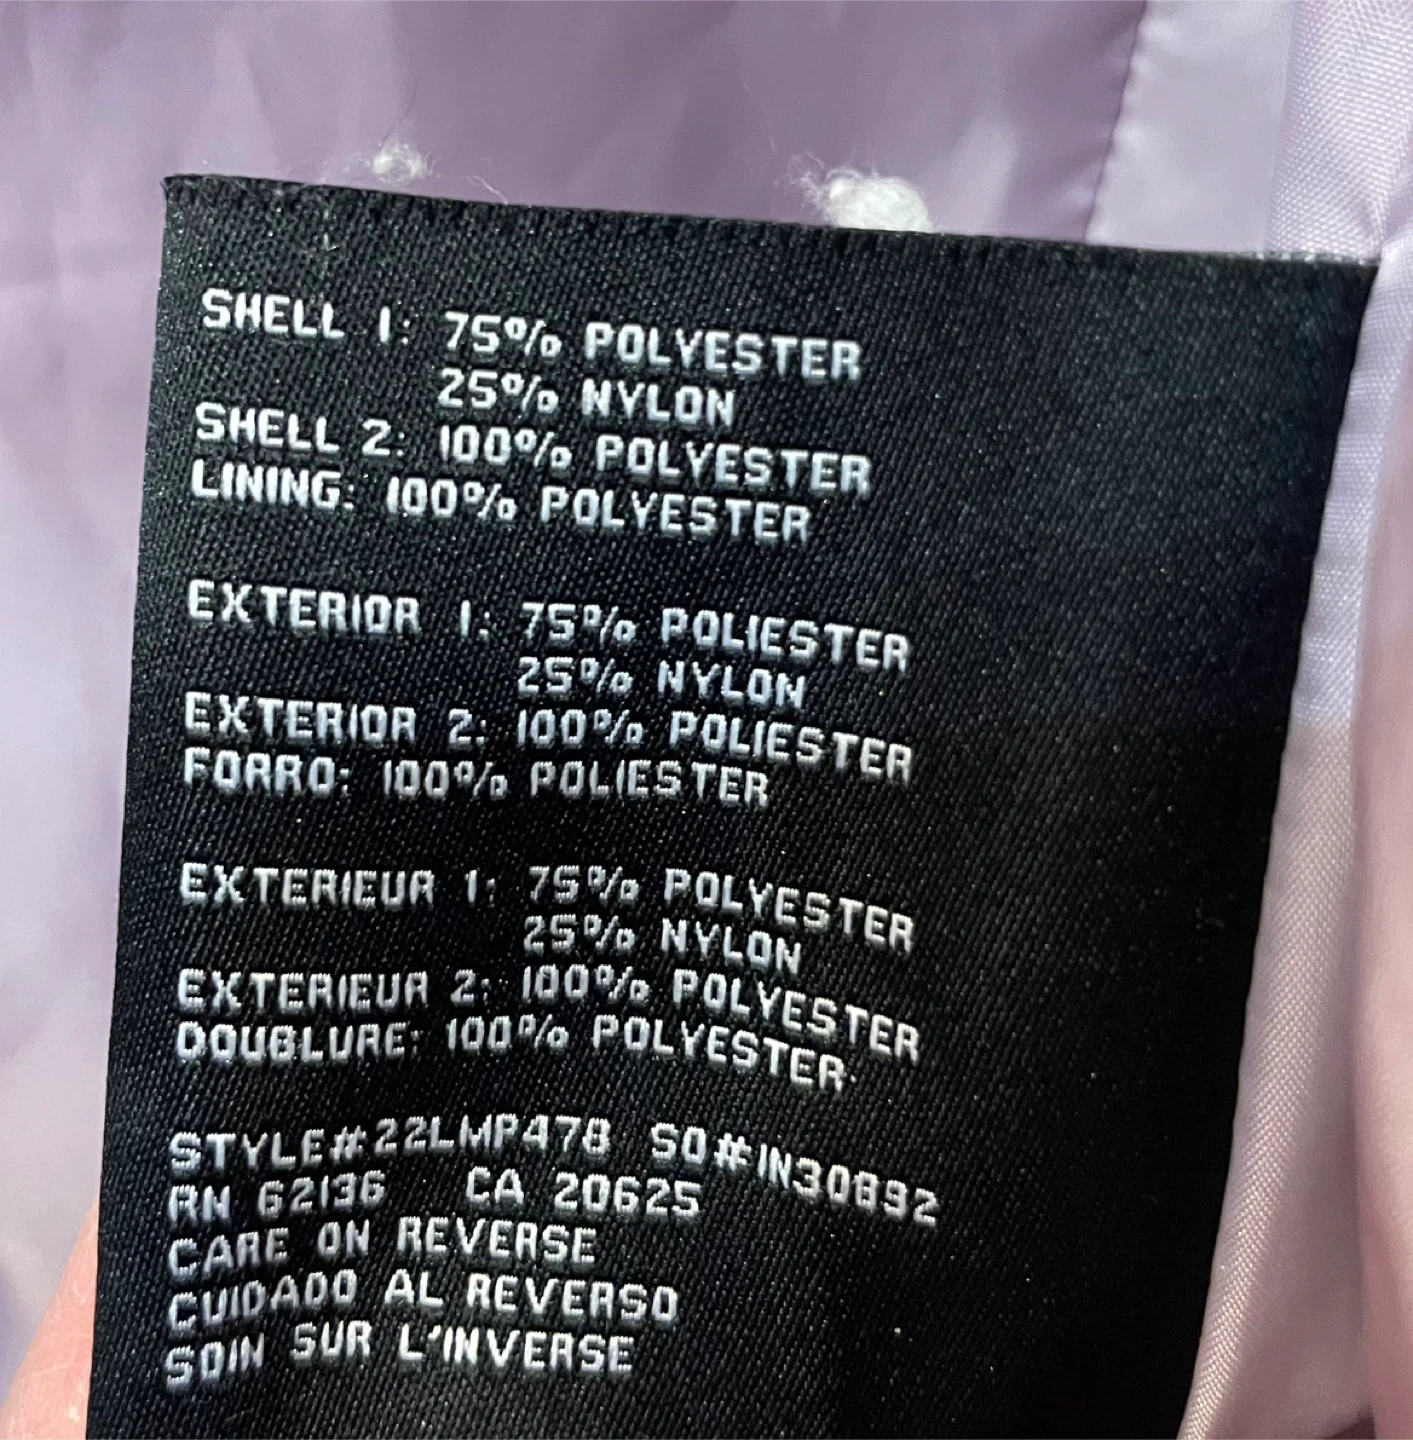 SHELL 1: 75% POLYESTER
25% NYLON
SHELL 2: 100% POLYESTER
LINING: 100% POLYESTER
EXTERIOR 1: 75% POLIESTER
25% NYLON
EXTERIOR 2: 100% POLIESTER
FORRO: 100% POLIESTER
EXTERIEUR 1: 75% POLYESTER
25% NYLON
EXTERIEUR 2: 100% POLYESTER
DOUBLURE: 100% POLYESTER
STYLE#22LMP478 SO#IN30892
RN 62136 CA 20625
CARE ON REVERSE
CUIDADO AL REVERSO
SOIN SUR L'INVERSE